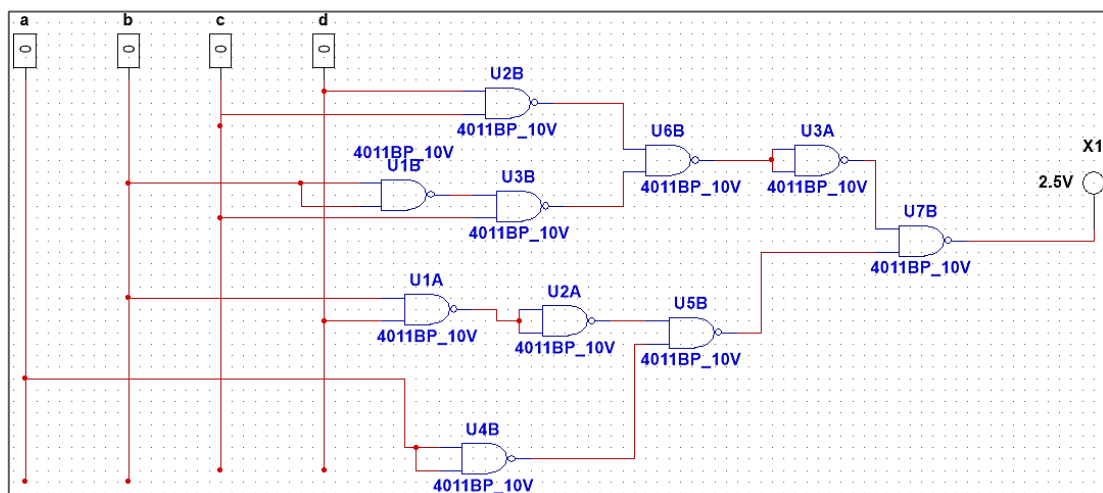 a b c d
0 0 0 0
U2B
4011BP_10V
4011BP_10V
U1B
U3B
4011BP_10V
U6B
4011BP_10V
U3A
4011BP_10V
X1
2.5V
U7B
4011BP_10V
U1A
4011BP_10V
U2A
4011BP_10V
U5B
4011BP_10V
U4B
4011BP_10V